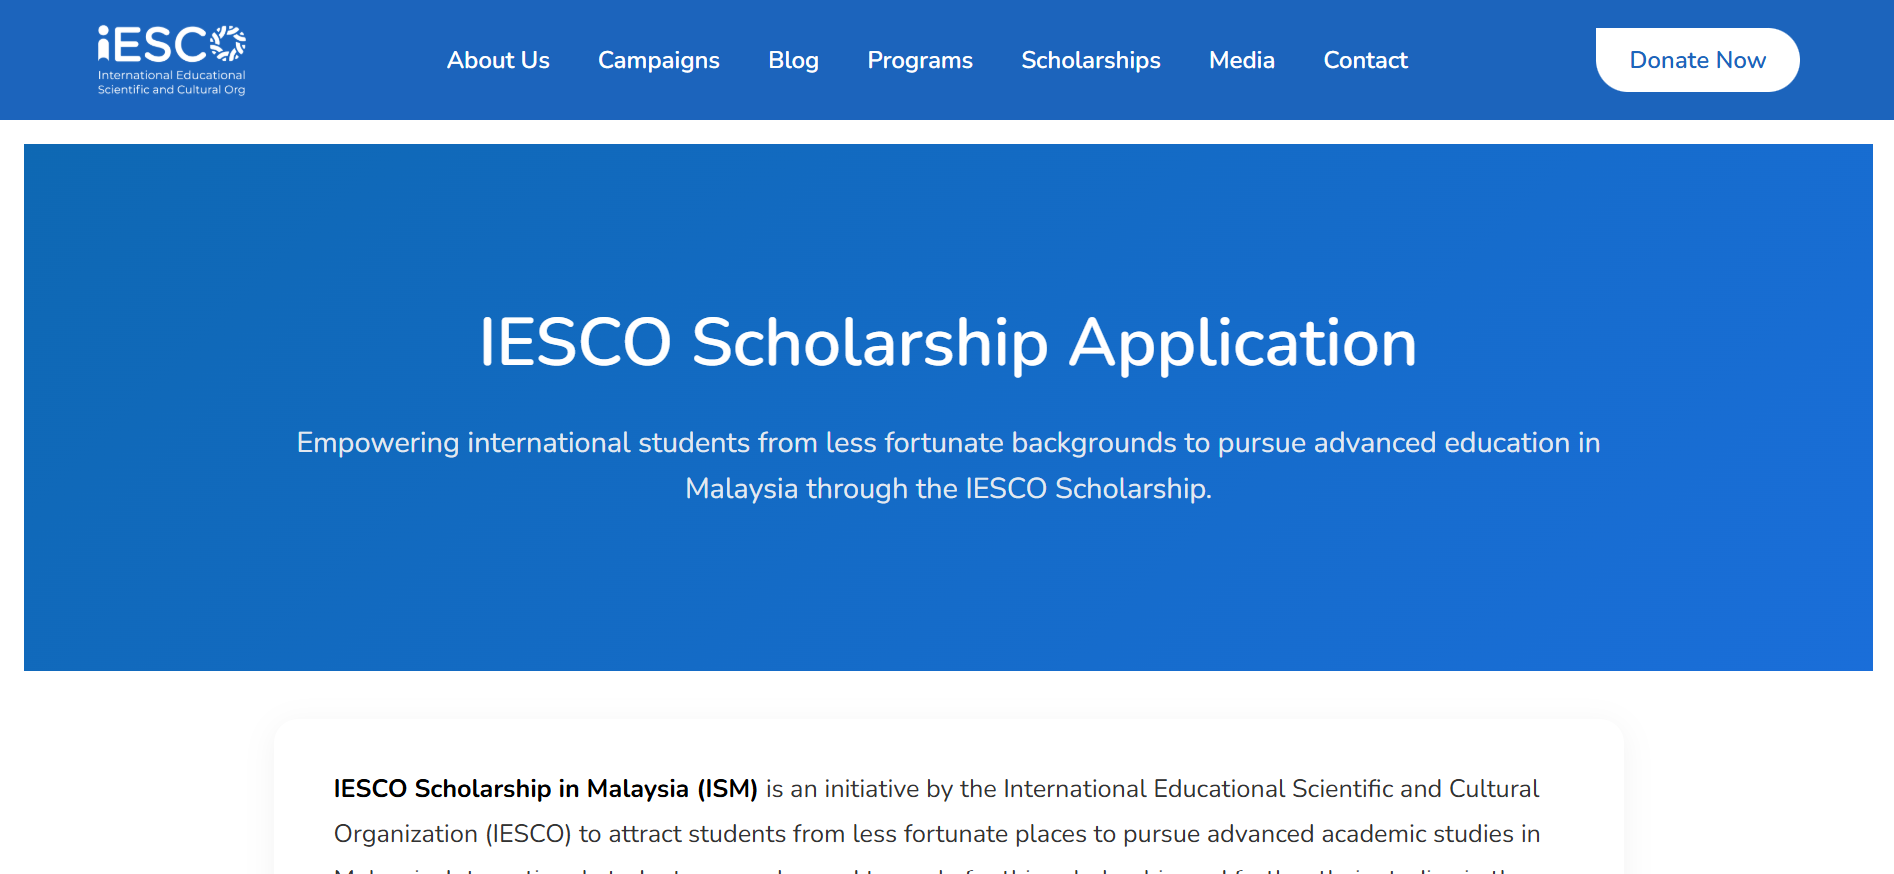 iESCO
International Educational
Scientific and Cultural Org
About Us
Campaigns
Blog
Programs
Scholarships
Media
Contact
Donate Now
IESCO Scholarship Application
Empowering international students from less fortunate backgrounds to pursue advanced education in
Malaysia through the IESCO Scholarship.
IESCO Scholarship in Malaysia (ISM) is an initiative by the International Educational Scientific and Cultural
Organization (IESCO) to attract students from less fortunate places to pursue advanced academic studies in